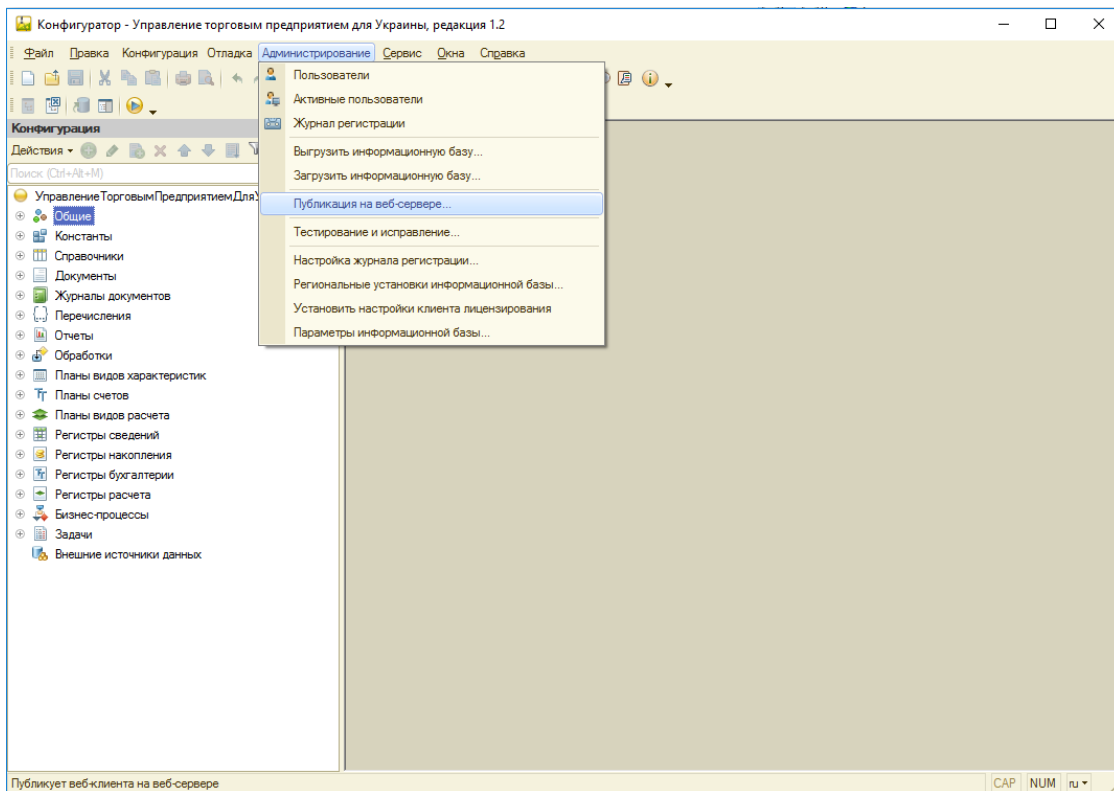 Конфигуратор - Управление торговым предприятием для Украины, редакция 1.2
Файл Правка Конфигурация Отладка Администрирование Сервис Окна Справка
Пользователи
Активные пользователи
Журнал регистрации
Выгрузить информационную базу...
Загрузить информационную базу...
Публикация на веб-сервере...
Тестирование и исправление...
Настройка журнала регистрации...
Региональные установки информационной базы...
Установить настройки клиента лицензирования
Параметры информационной базы...
Конфигурация
Действия
Поиск (Ctrl+Alt+M)
УправлениеТорговымПредприятиемДля
Общие
Константы
Справочники
Документы
Журналы документов
Перечисления
Отчеты
Обработки
Планы видов характеристик
Планы счетов
Планы видов расчета
Регистры сведений
Регистры накопления
Регистры бухгалтерии
Регистры расчета
Бизнес-процессы
Задачи
Внешние источники данных
Публикует веб-клиента на веб-сервере
CAP NUM ru